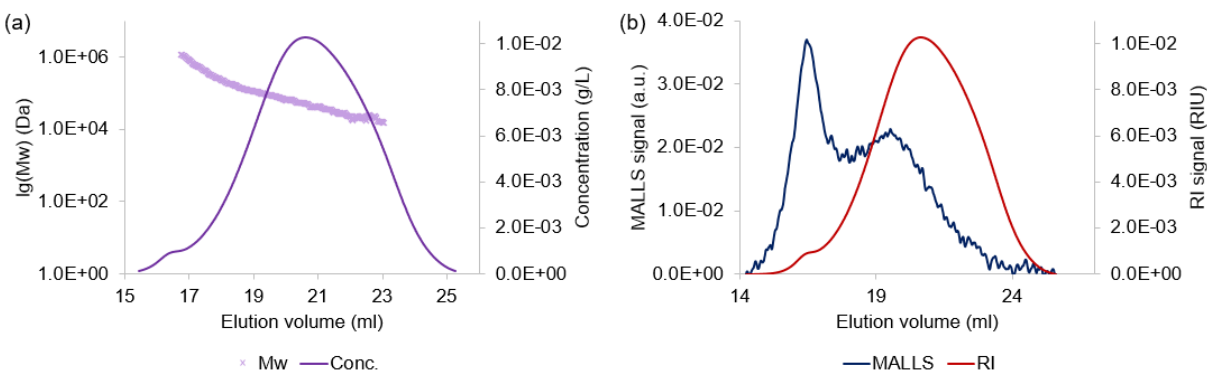 (a)
lg(Mw) (Da)
1.0E+06
1.0E+04
1.0E+02
1.0E+00
15 17 19 21 23 25
Elution volume (ml)
1.0E-02
8.0E-03
6.0E-03
4.0E-03
2.0E-03
0.0E+00
Concentration (g/L)
Mw Conc.
(b)
MALLS signal (a.u.)
4.0E-02
3.0E-02
2.0E-02
1.0E-02
0.0E+00
14 19 24
Elution volume (ml)
1.0E-02
8.0E-03
6.0E-03
4.0E-03
2.0E-03
0.0E+00
RI signal (RIU)
MALLS RI